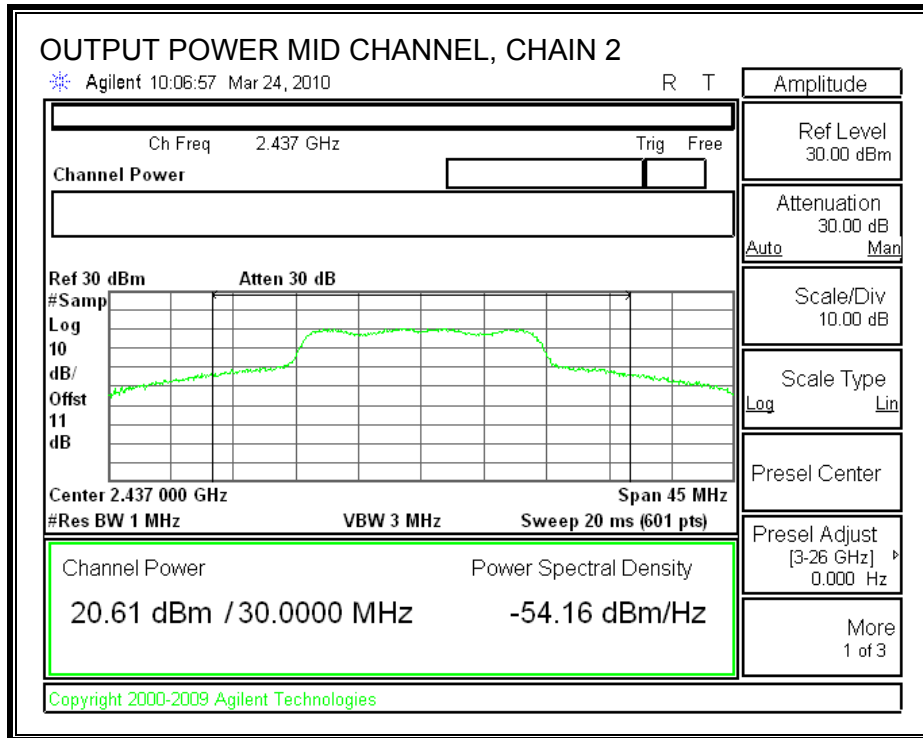 OUTPUT POWER MID CHANNEL, CHAIN 2
Agilent 10:06:57 Mar 24, 2010 R T
Ch Freq 2.437 GHz Trig Free
Channel Power
Ref 30 dBm Atten 30 dB
#Samp
Log
10
dB/
Offst
11
dB
Center 2.437 000 GHz Span 45 MHz
#Res BW 1 MHz VBW 3 MHz Sweep 20 ms (601 pts)
Channel Power Power Spectral Density
20.61 dBm / 30.0000 MHz -54.16 dBm/Hz
Copyright 2000-2009 Agilent Technologies
Amplitude
Ref Level
30.00 dBm
Attenuation
30.00 dB
Auto Man
Scale/Div
10.00 dB
Scale Type
Log Lin
Presel Center
Presel Adjust
[3-26 GHz]
0.000 Hz
More
1 of 3